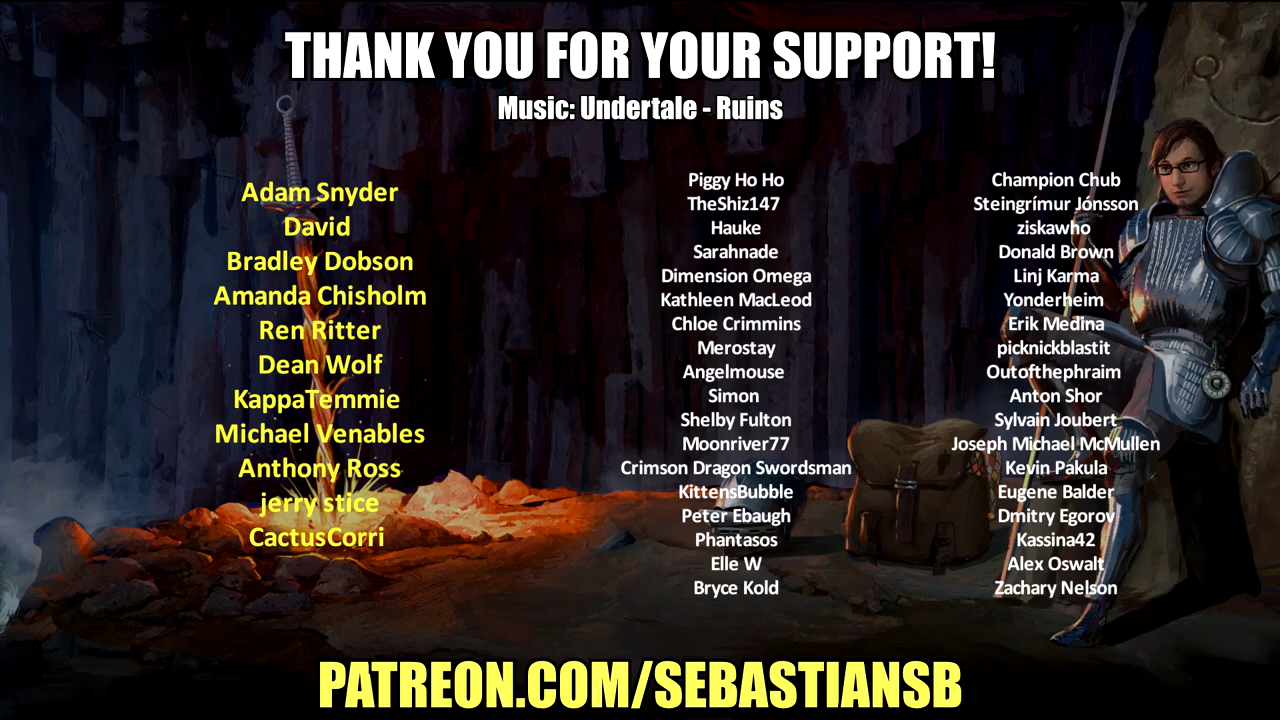 THANK YOU FOR YOUR SUPPORT!
Music: Undertale - Ruins
Adam Snyder
David
Bradley Dobson
Amanda Chisholm
Ren Ritter
Dean Wolf
KappaTemmie
Michael Venables
Anthony Ross
jerry stice
CactusCorri
Piggy Ho Ho
TheShiz147
Hauke
Sarahnade
Dimension Omega
Kathleen MacLeod
Chloe Crimmins
Merostay
Angelmouse
Simon
Shelby Fulton
Moonriver77
Crimson Dragon Swordsman
KittensBubble
Peter Ebaugh
Phantasos
Elle W
Bryce Kold
Champion Chub
Steingrímur Jónsson
ziskawho
Donald Brown
Linj Karma
Yonderheim
Erik Medina
picknickblastit
Outofthephraim
Anton Shor
Sylvain Joubert
Joseph Michael McMullen
Kevin Pakula
Eugene Balder
Dmitry Egorov
Kassina42
Alex Oswalt
Zachary Nelson
PATREON.COM/SEBASTIANSB